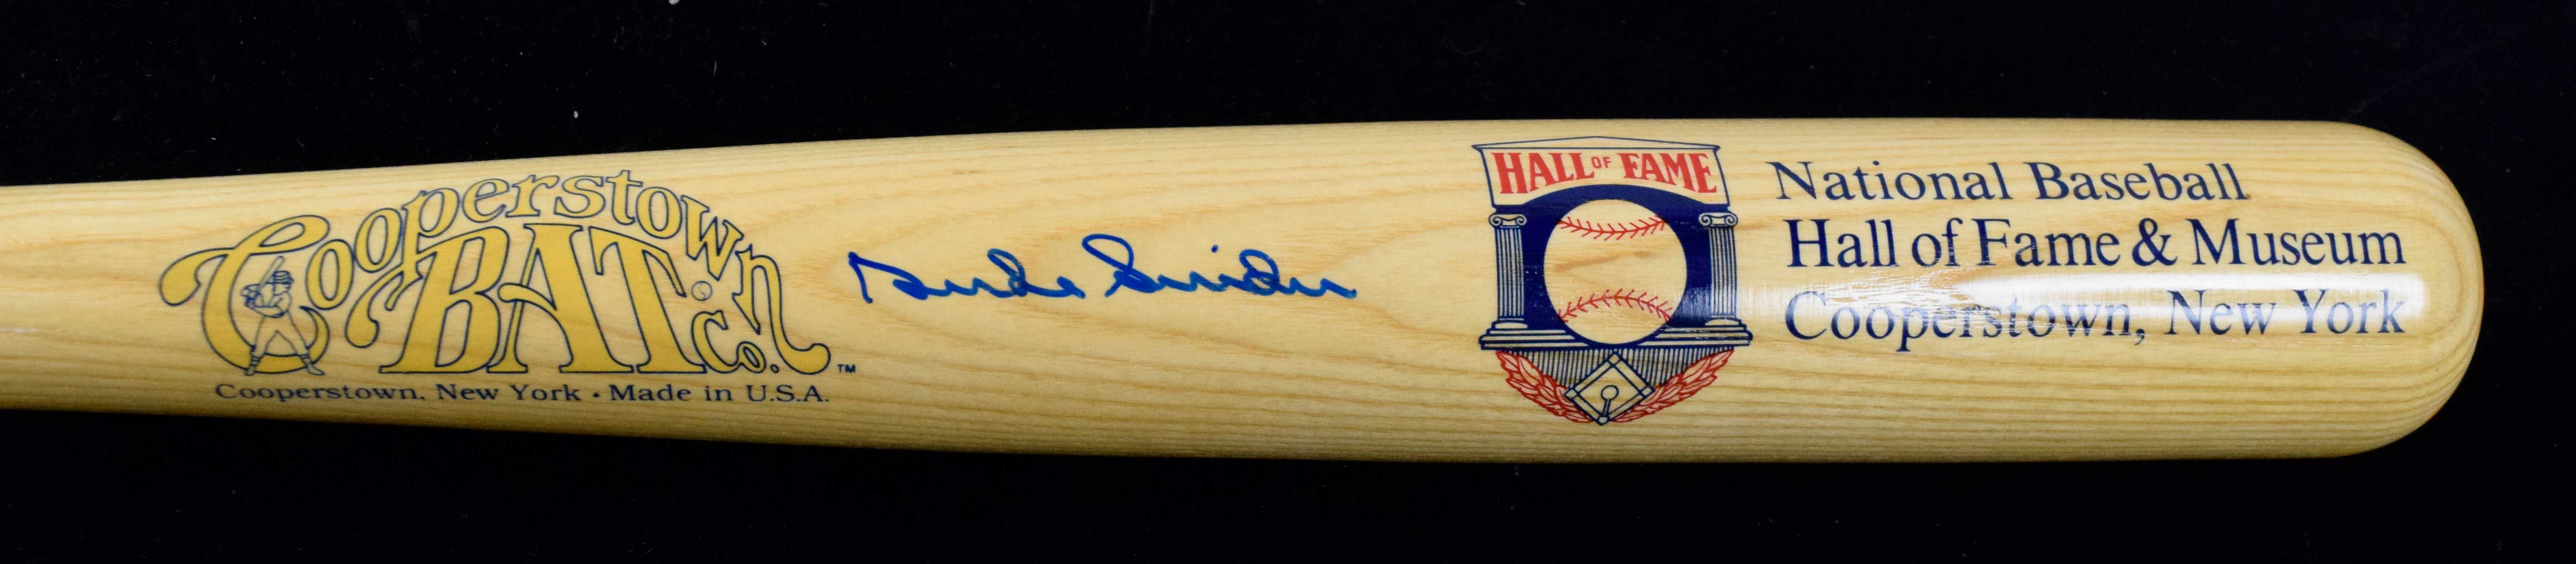 Cooperstown
BAT Co.™
Cooperstown, New York · Made in U.S.A.
Duke Snider
HALL OF FAME
National Baseball
Hall of Fame & Museum
Cooperstown, New York